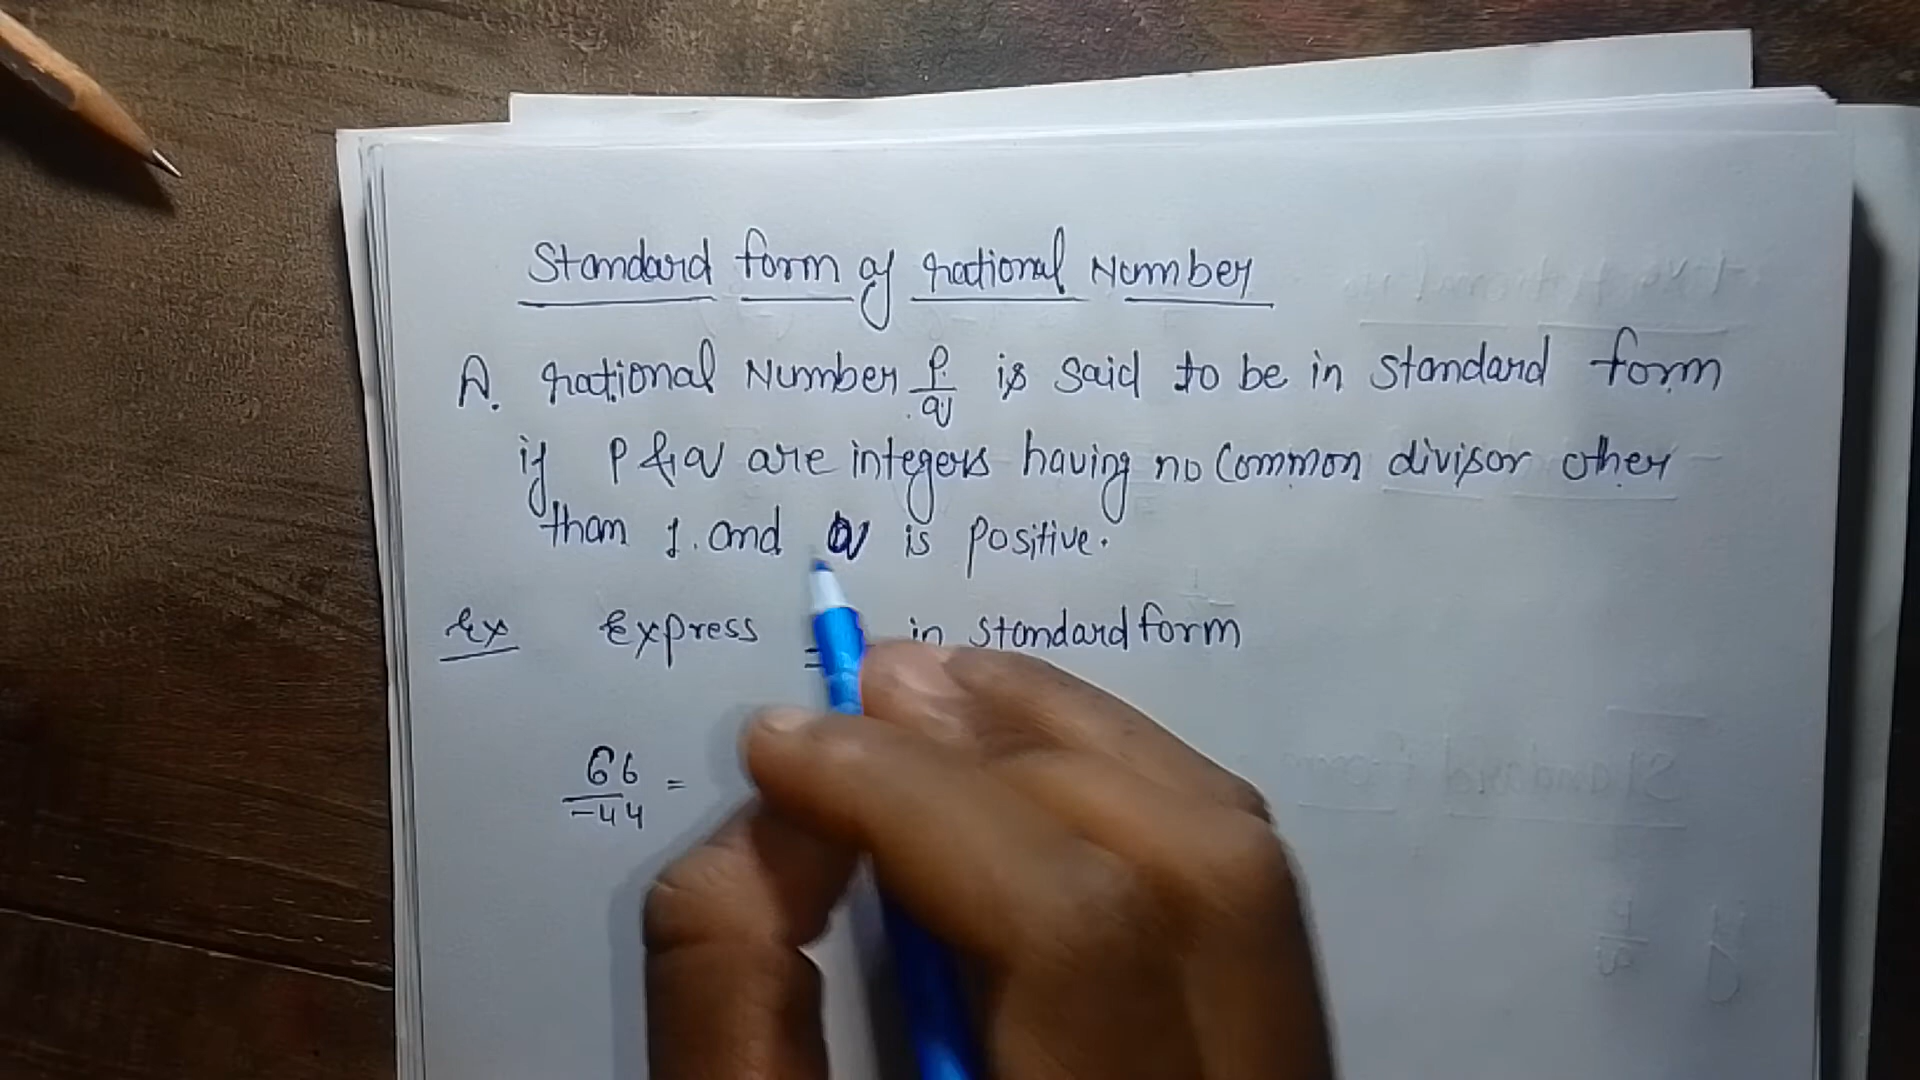 Standard form of rational Number
A. rational Number P/q is said to be in standard form
if P & q are integers having no common divisor other
than 1. and q is positive.
Ex Express in standard form
66/-44 =